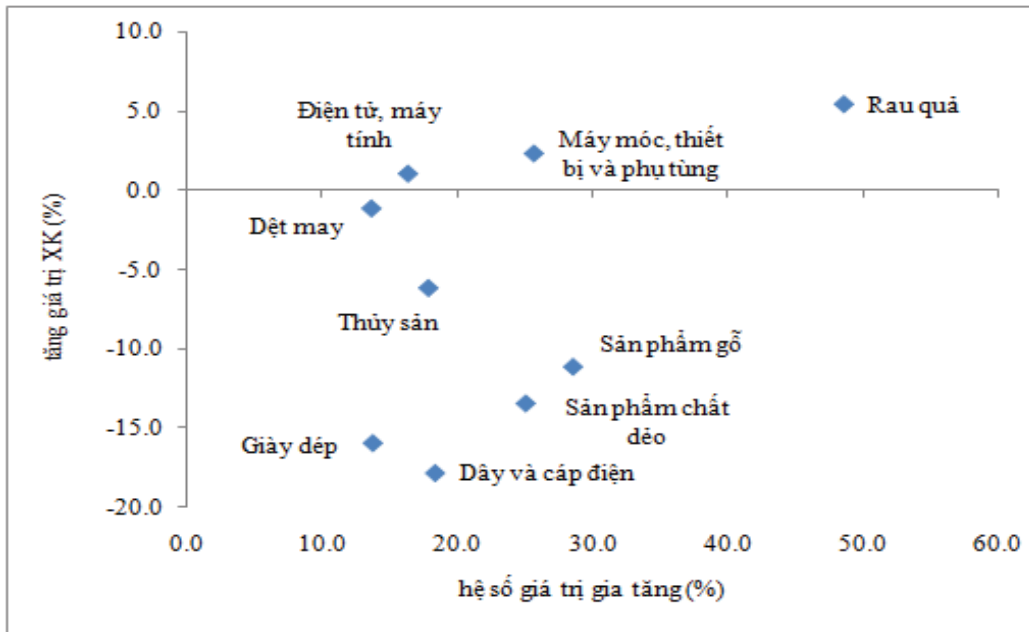 10.0
5.0
0.0
-5.0
-10.0
-15.0
-20.0
tăng giá trị XK (%)
Điện tử, máy
tính
Máy móc, thiết
bị và phụ tùng
Rau quả
Dệt may
Thủy sản
Sản phẩm gỗ
Sản phẩm chất
dẻo
Giày dép
Dây và cáp điện
0.0 10.0 20.0 30.0 40.0 50.0 60.0
hệ số giá trị gia tăng (%)